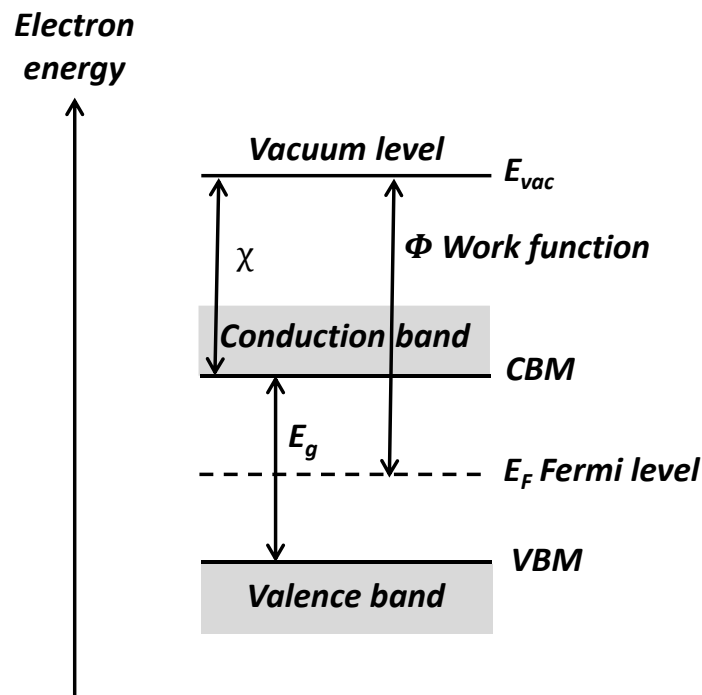 Electron
energy
Vacuum level
E_vac
χ
Φ Work function
Conduction band
CBM
E_g
E_F Fermi level
VBM
Valence band